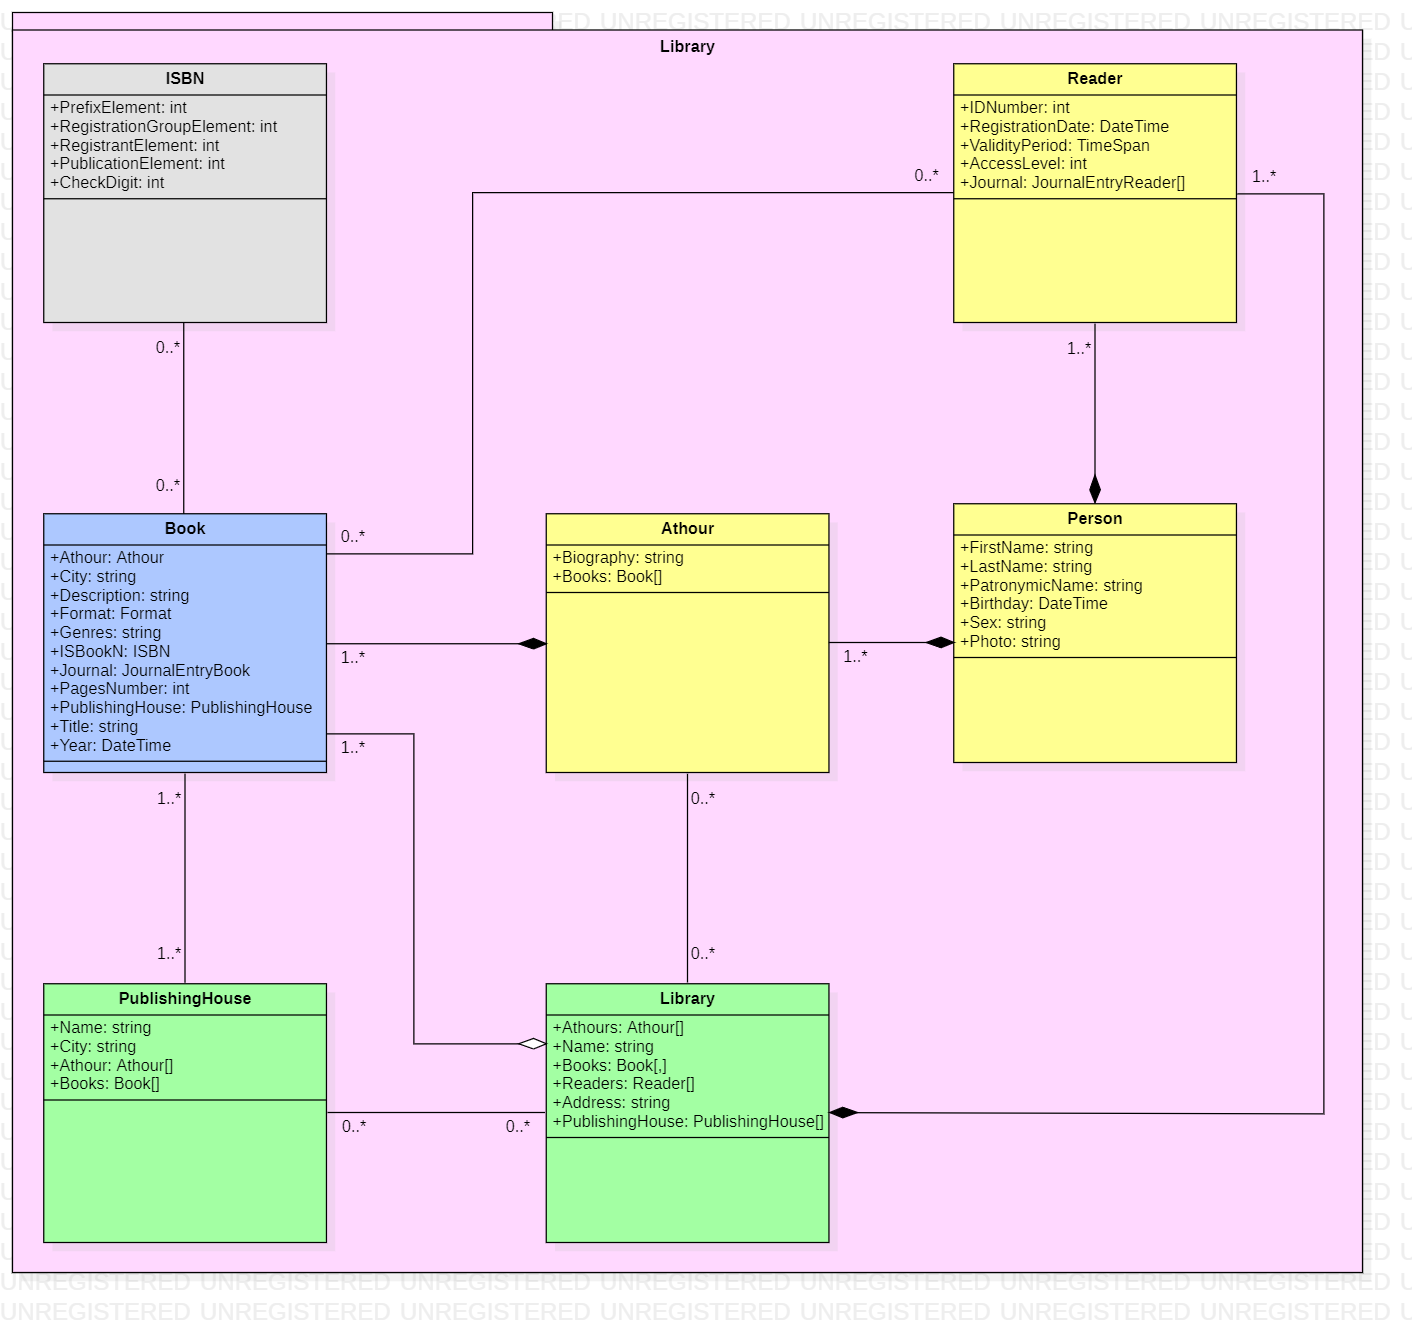 Library
ISBN
+PrefixElement: int
+RegistrationGroupElement: int
+RegistrantElement: int
+PublicationElement: int
+CheckDigit: int
Reader
+IDNumber: int
+RegistrationDate: DateTime
+ValidityPeriod: TimeSpan
+AccessLevel: int
+Journal: JournalEntryReader[]
0..*
1..*
0..*
1..*
0..*
0..*
Book
+Athour: Athour
+City: string
+Description: string
+Format: Format
+Genres: string
+ISBookN: ISBN
+Journal: JournalEntryBook
+PagesNumber: int
+PublishingHouse: PublishingHouse
+Title: string
+Year: DateTime
Athour
+Biography: string
+Books: Book[]
Person
+FirstName: string
+LastName: string
+PatronymicName: string
+Birthday: DateTime
+Sex: string
+Photo: string
1..*
1..*
1..*
1..*
0..*
1..*
0..*
PublishingHouse
+Name: string
+City: string
+Athour: Athour[]
+Books: Book[]
Library
+Athours: Athour[]
+Name: string
+Books: Book[,]
+Readers: Reader[]
+Address: string
+PublishingHouse: PublishingHouse[]
0..*
0..*
UNREGISTERED UNREGISTERED UNREGISTERED UNREGISTERED UNREGISTERED UNREGISTERED UNREGISTERED